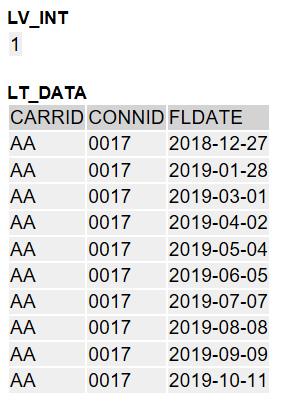 LV_INT
1
LT_DATA
CARRID CONNID FLDATE
AA 0017 2018-12-27
AA 0017 2019-01-28
AA 0017 2019-03-01
AA 0017 2019-04-02
AA 0017 2019-05-04
AA 0017 2019-06-05
AA 0017 2019-07-07
AA 0017 2019-08-08
AA 0017 2019-09-09
AA 0017 2019-10-11